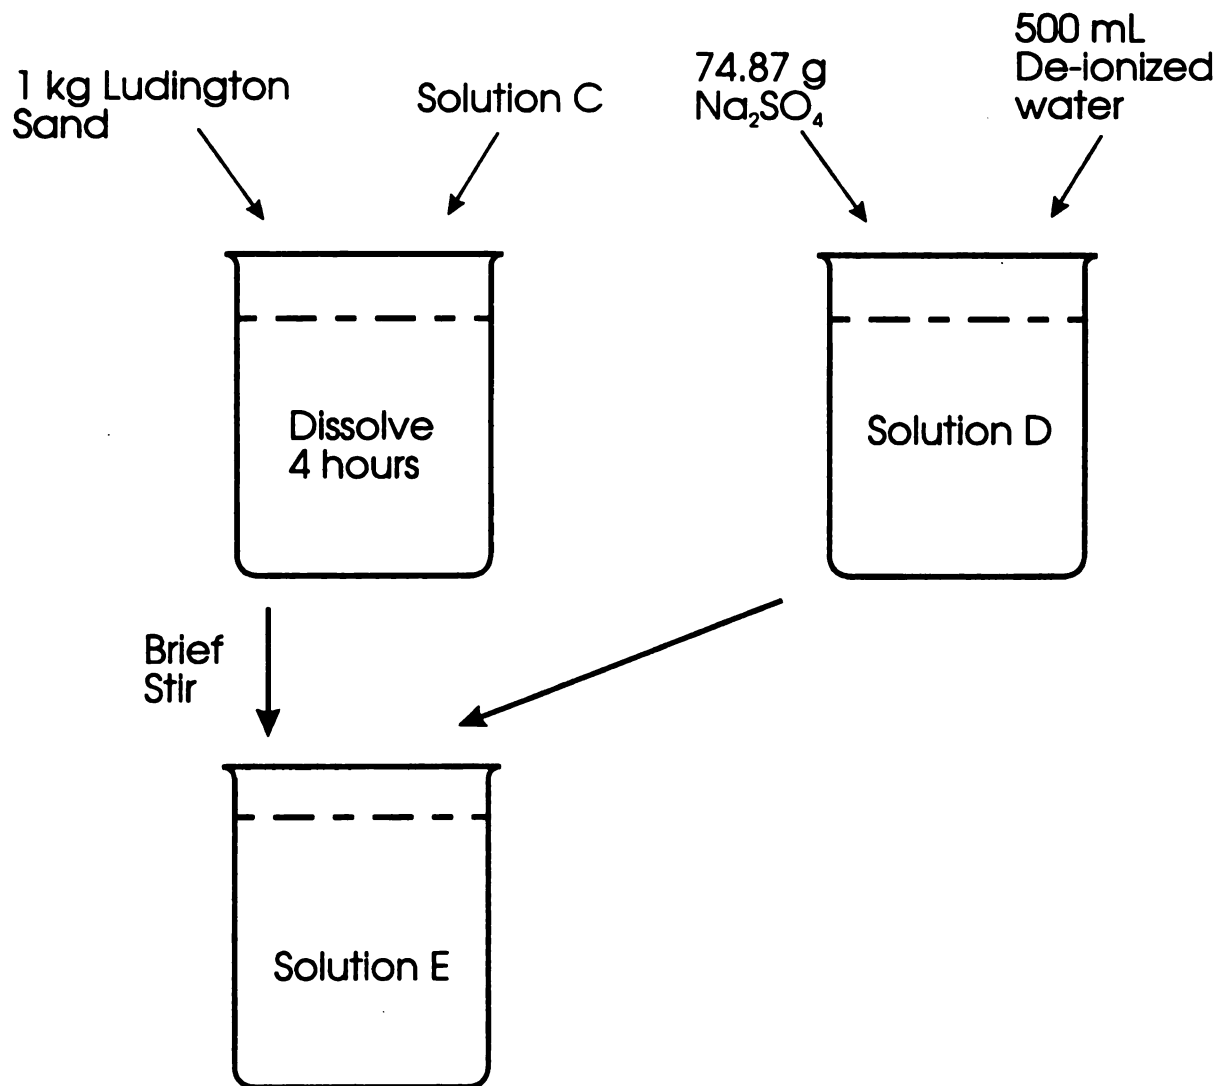 1 kg Ludington
Sand
Solution C
74.87 g
Na₂SO₄
500 mL
De-ionized
water
Dissolve
4 hours
Solution D
Brief
Stir
Solution E